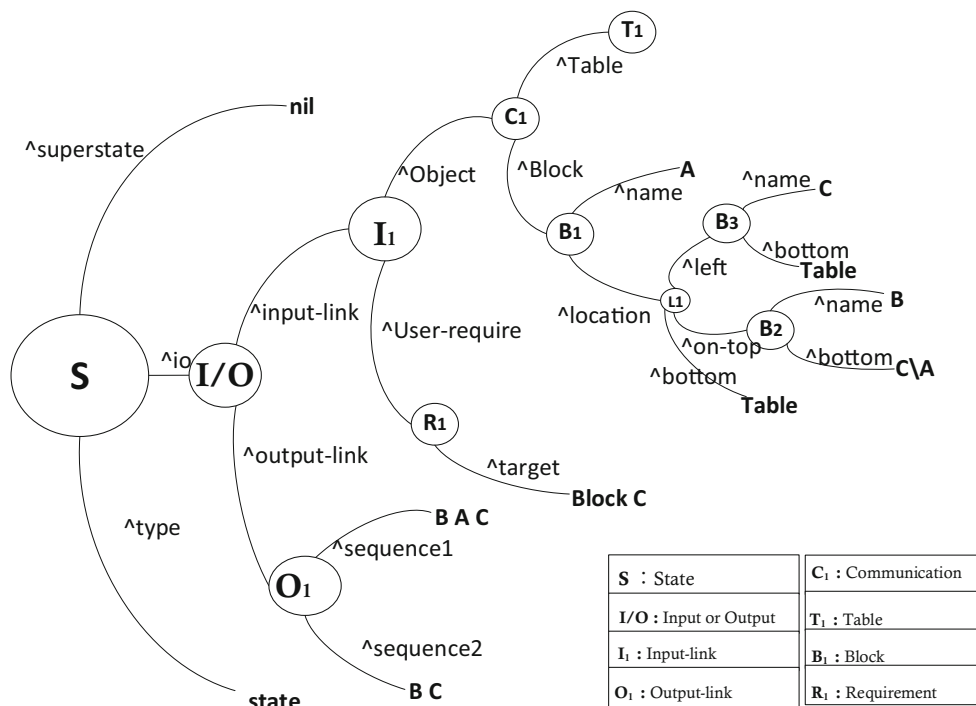 T1
^Table
nil
C1
^superstate
^Object
^Block
A
^name
^name
C
I1
B1
B3
^bottom
^left
Table
^input-link
^location
L1
^name
B
^User-require
B2
^io
^on-top
S
I/O
^bottom
^bottom
C\A
Table
R1
^output-link
^target
Block C
B A C
^type
^sequence1
O1
^sequence2
B C
state
S : State
C1 : Communication
I/O : Input or Output
T1 : Table
I1 : Input-link
B1 : Block
O1 : Output-link
R1 : Requirement